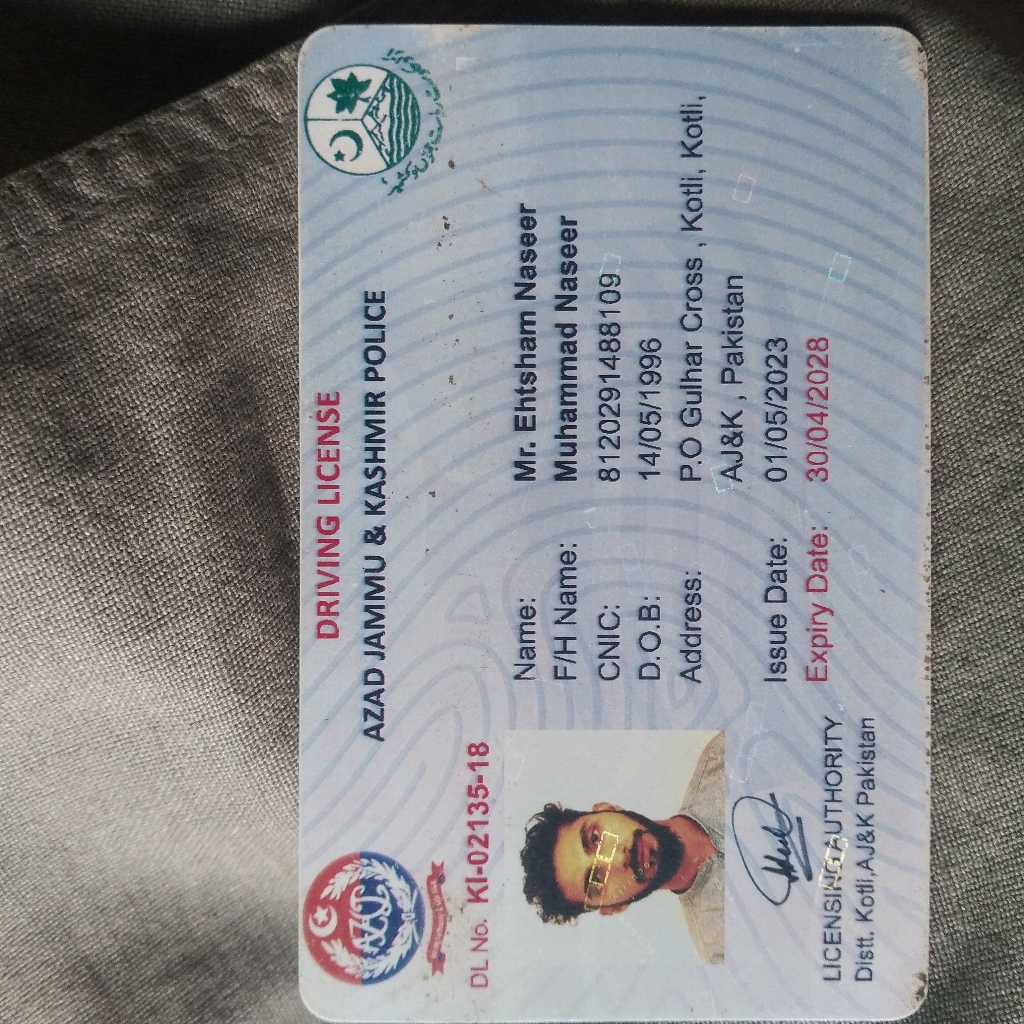 DRIVING LICENSE
AZAD JAMMU & KASHMIR POLICE
DL No. KI-02135-18
Name: Mr. Ehtsham Naseer
F/H Name: Muhammad Naseer
CNIC: 8120291488109
D.O.B: 14/05/1996
Address: P.O Gulhar Cross , Kotli, Kotli,
AJ&K , Pakistan
Issue Date: 01/05/2023
Expiry Date: 30/04/2028
LICENSING AUTHORITY
Distt. Kotli,AJ&K Pakistan